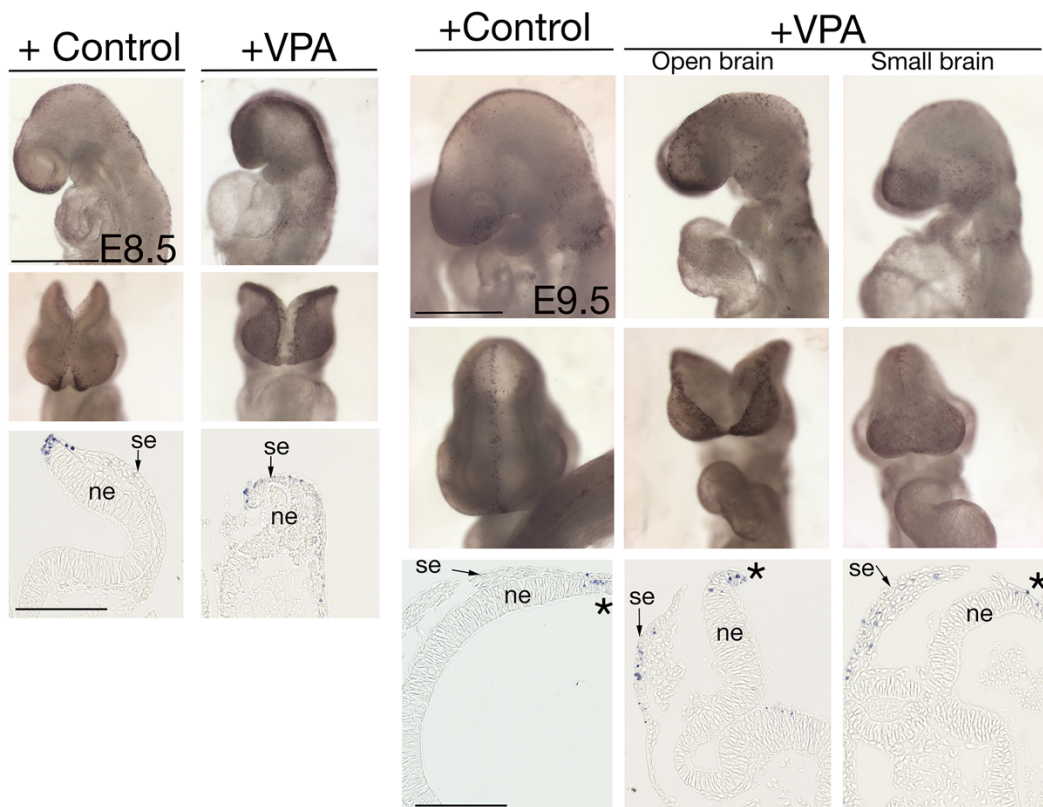 + Control
+VPA
E8.5
se
ne
se
ne
+Control
+VPA
Open brain
Small brain
E9.5
se
ne
*
se
ne
*
se
ne
*